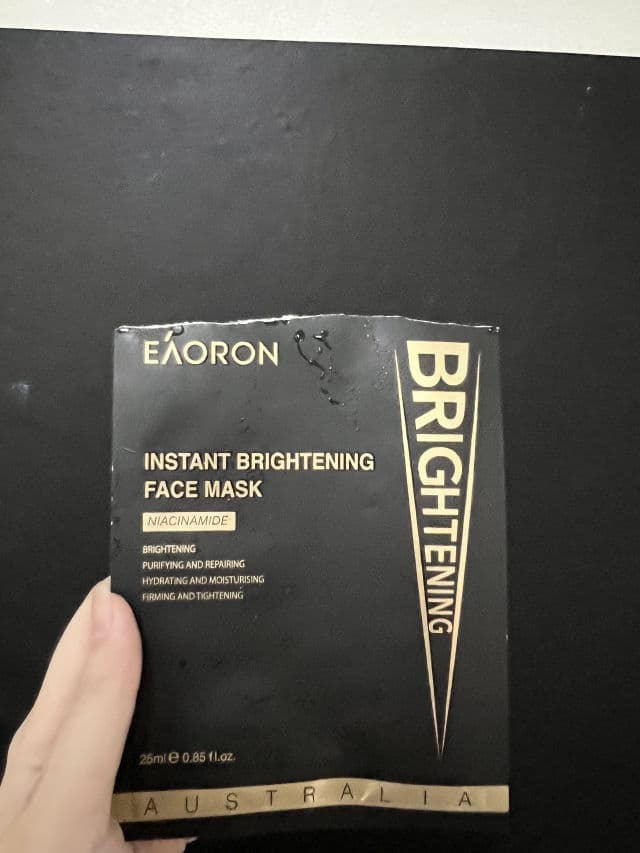 EÁORON
INSTANT BRIGHTENING
FACE MASK
NIACINAMIDE
BRIGHTENING
PURIFYING AND REPAIRING
HYDRATING AND MOISTURISING
FIRMING AND TIGHTENING
BRIGHTENING
25ml ℮ 0.85 fl.oz.
AUSTRALIA